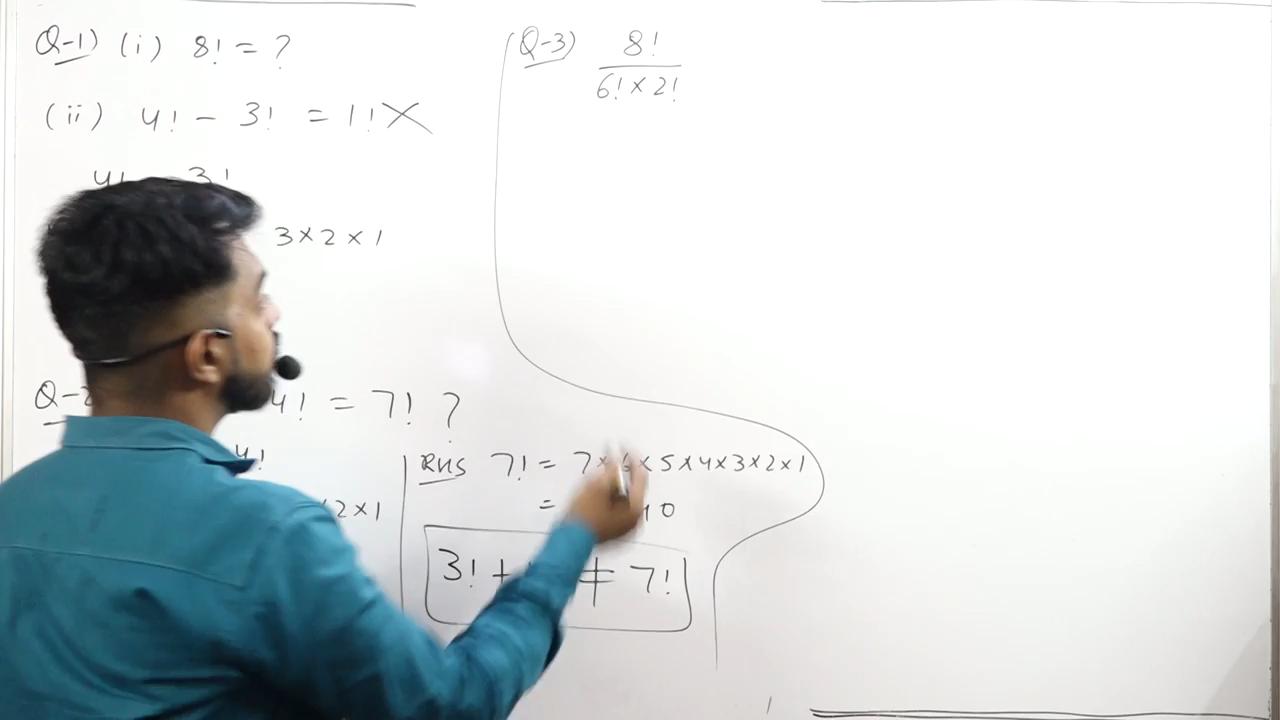 Q-1) (i) 8! = ?
(ii) 4! - 3! = 1! X
4! - 3!
3 × 2 × 1
Q-2 4! = 7! ?
4!
2 × 1
RHS 7! = 7 × 6 × 5 × 4 × 3 × 2 × 1
= 40
3! + ≠ 7!
Q-3) 8!
6! × 2!